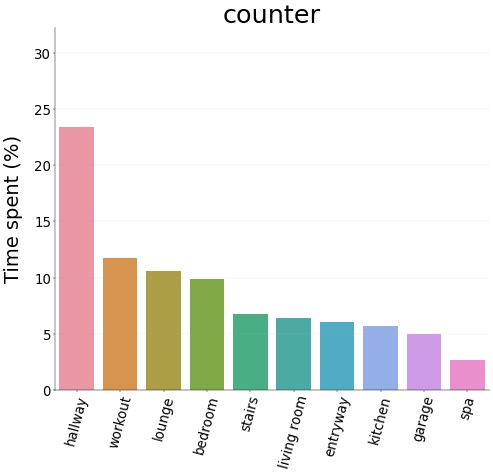 counter
Time spent (%)
30
25
20
15
10
5
0
hallway
workout
lounge
bedroom
stairs
living room
entryway
kitchen
garage
spa